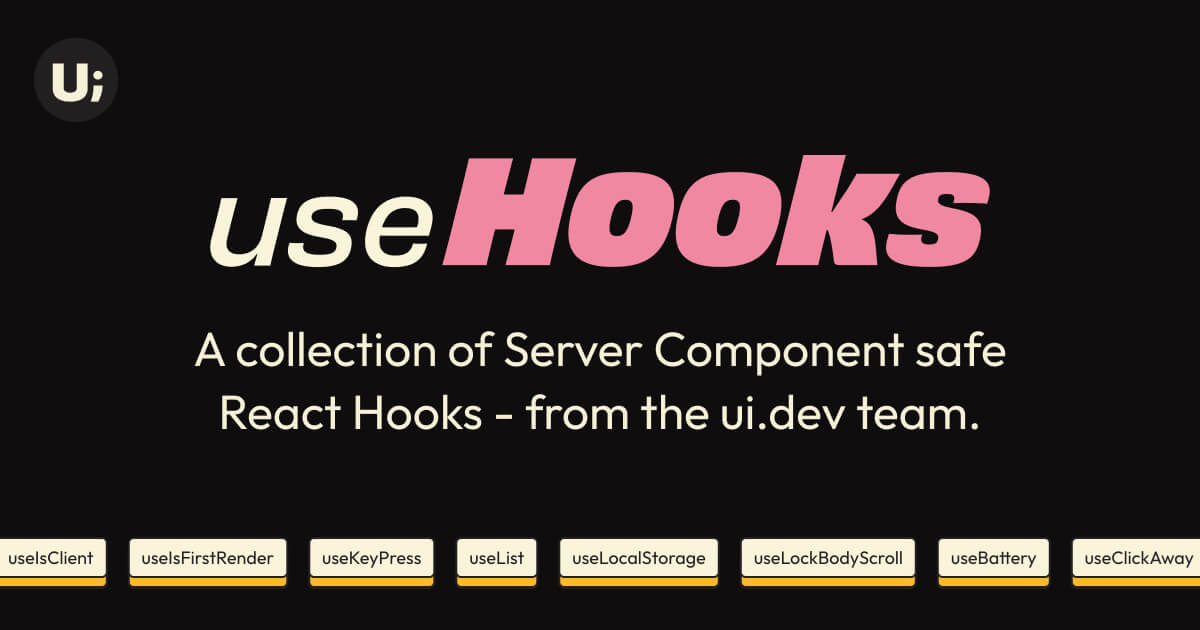 U;
useHooks
A collection of Server Component safe
React Hooks - from the ui.dev team.
useIsClient useIsFirstRender useKeyPress useList useLocalStorage useLockBodyScroll useBattery useClickAway